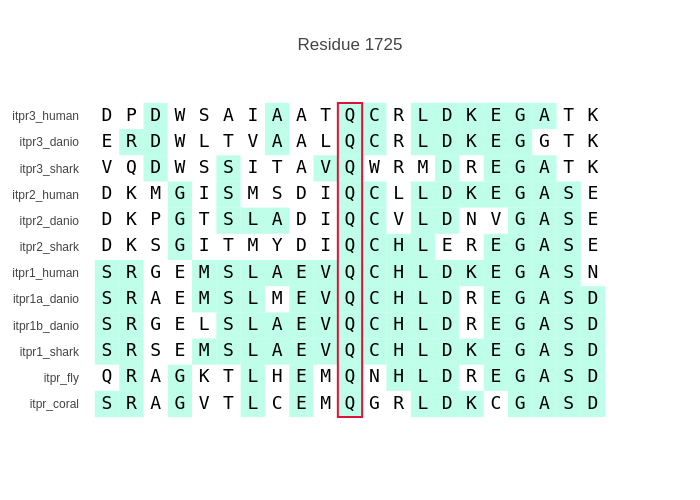 Residue 1725
itpr3_human D P D W S A I A A T Q C R L D K E G A T K
itpr3_danio E R D W L T V A A L Q C R L D K E G G T K
itpr3_shark V Q D W S S I T A V Q W R M D R E G A T K
itpr2_human D K M G I S M S D I Q C L L D K E G A S E
itpr2_danio D K P G T S L A D I Q C V L D N V G A S E
itpr2_shark D K S G I T M Y D I Q C H L E R E G A S E
itpr1_human S R G E M S L A E V Q C H L D K E G A S N
itpr1a_danio S R A E M S L M E V Q C H L D R E G A S D
itpr1b_danio S R G E L S L A E V Q C H L D R E G A S D
itpr1_shark S R S E M S L A E V Q C H L D K E G A S D
itpr_fly Q R A G K T L H E M Q N H L D R E G A S D
itpr_coral S R A G V T L C E M Q G R L D K C G A S D